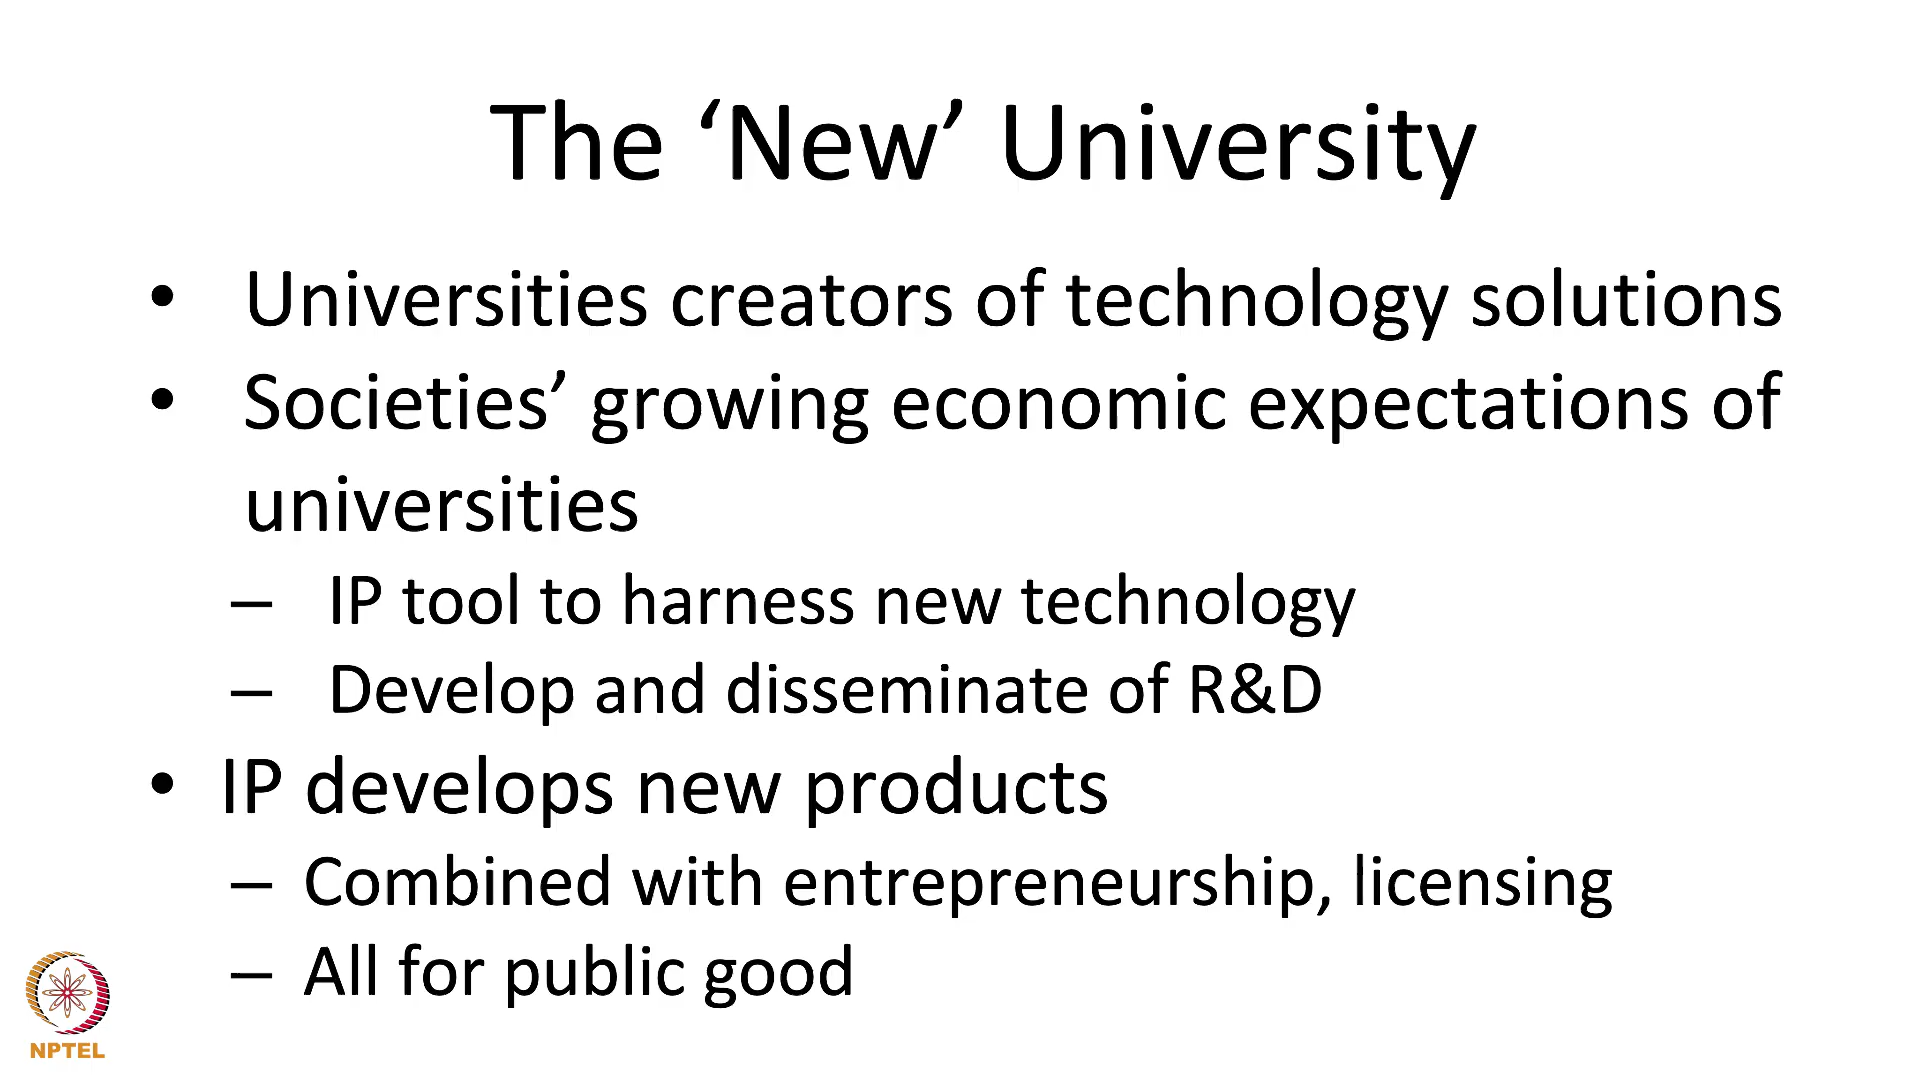 The ‘New’ University
• Universities creators of technology solutions
• Societies’ growing economic expectations of
universities
– IP tool to harness new technology
– Develop and disseminate of R&D
• IP develops new products
– Combined with entrepreneurship, licensing
– All for public good
NPTEL